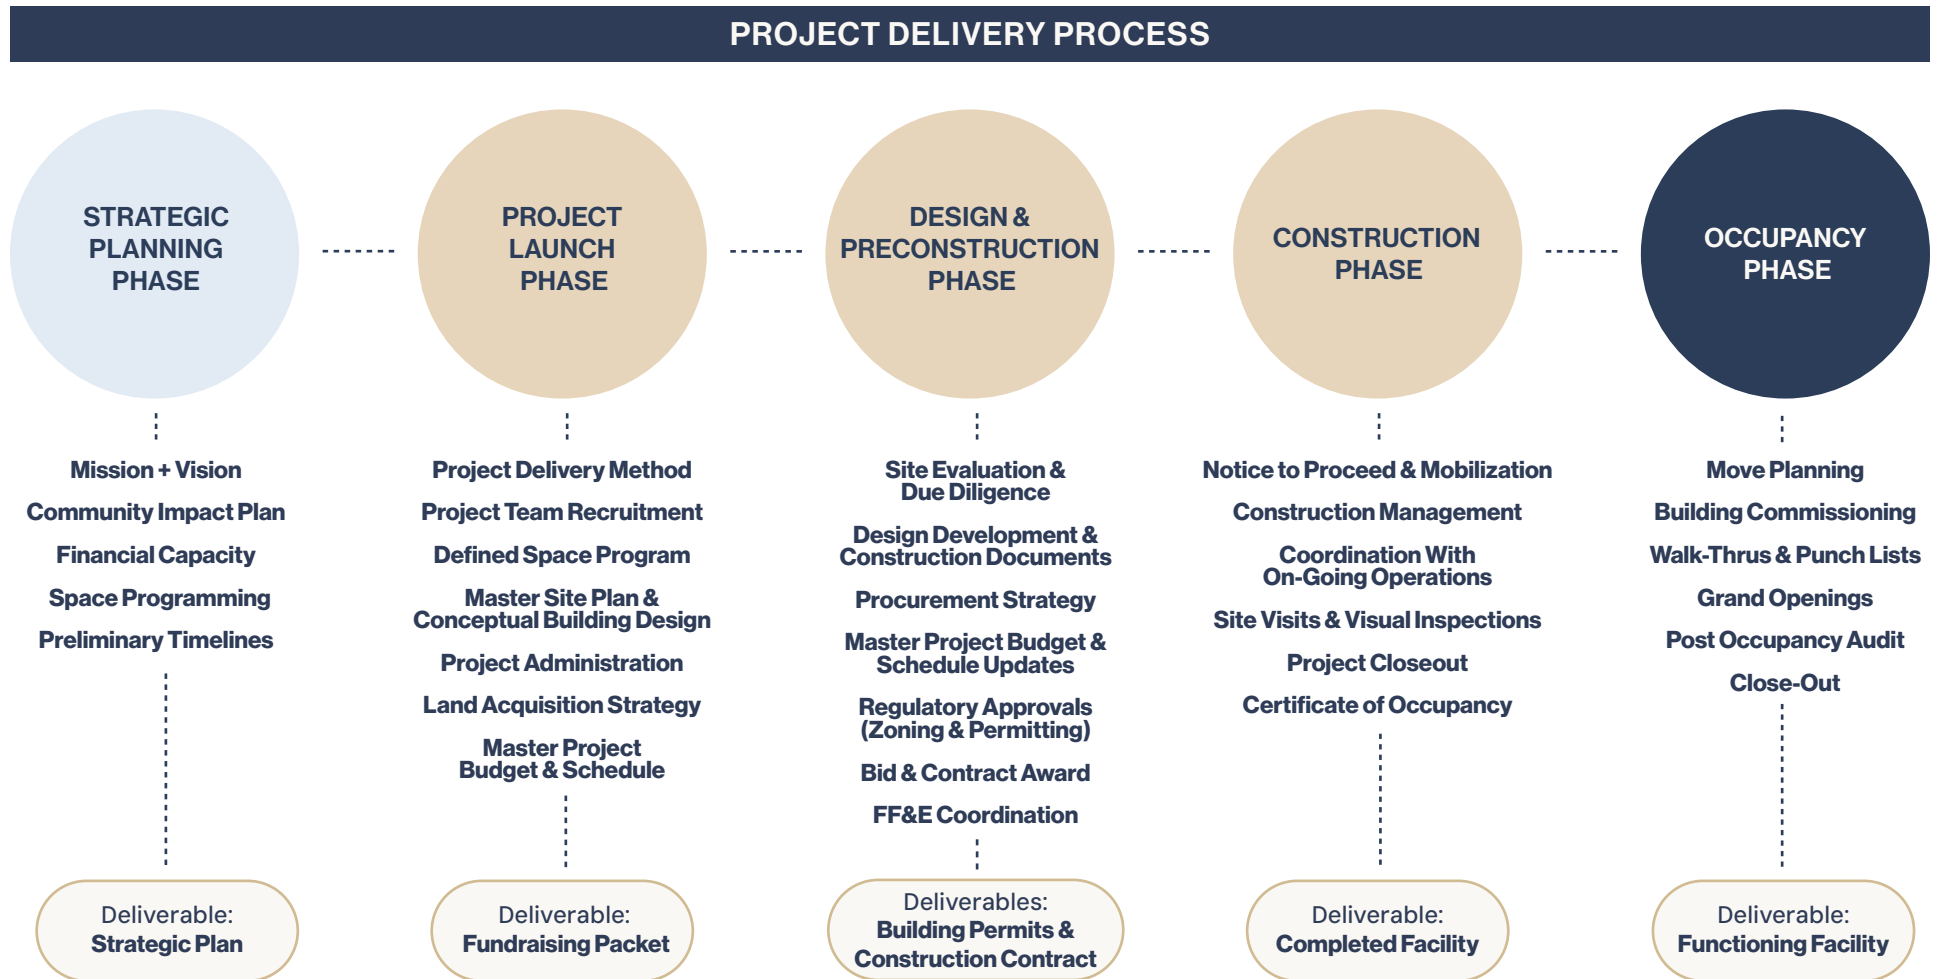 PROJECT DELIVERY PROCESS
STRATEGIC
PLANNING
PHASE
PROJECT
LAUNCH
PHASE
DESIGN &
PRECONSTRUCTION
PHASE
CONSTRUCTION
PHASE
OCCUPANCY
PHASE
Mission + Vision
Community Impact Plan
Financial Capacity
Space Programming
Preliminary Timelines
Deliverable:
Strategic Plan
Project Delivery Method
Project Team Recruitment
Defined Space Program
Master Site Plan &
Conceptual Building Design
Project Administration
Land Acquisition Strategy
Master Project
Budget & Schedule
Deliverable:
Fundraising Packet
Site Evaluation &
Due Diligence
Design Development &
Construction Documents
Procurement Strategy
Master Project Budget &
Schedule Updates
Regulatory Approvals
(Zoning & Permitting)
Bid & Contract Award
FF&E Coordination
Deliverables:
Building Permits &
Construction Contract
Notice to Proceed & Mobilization
Construction Management
Coordination With
On-Going Operations
Site Visits & Visual Inspections
Project Closeout
Certificate of Occupancy
Deliverable:
Completed Facility
Move Planning
Building Commissioning
Walk-Thrus & Punch Lists
Grand Openings
Post Occupancy Audit
Close-Out
Deliverable:
Functioning Facility